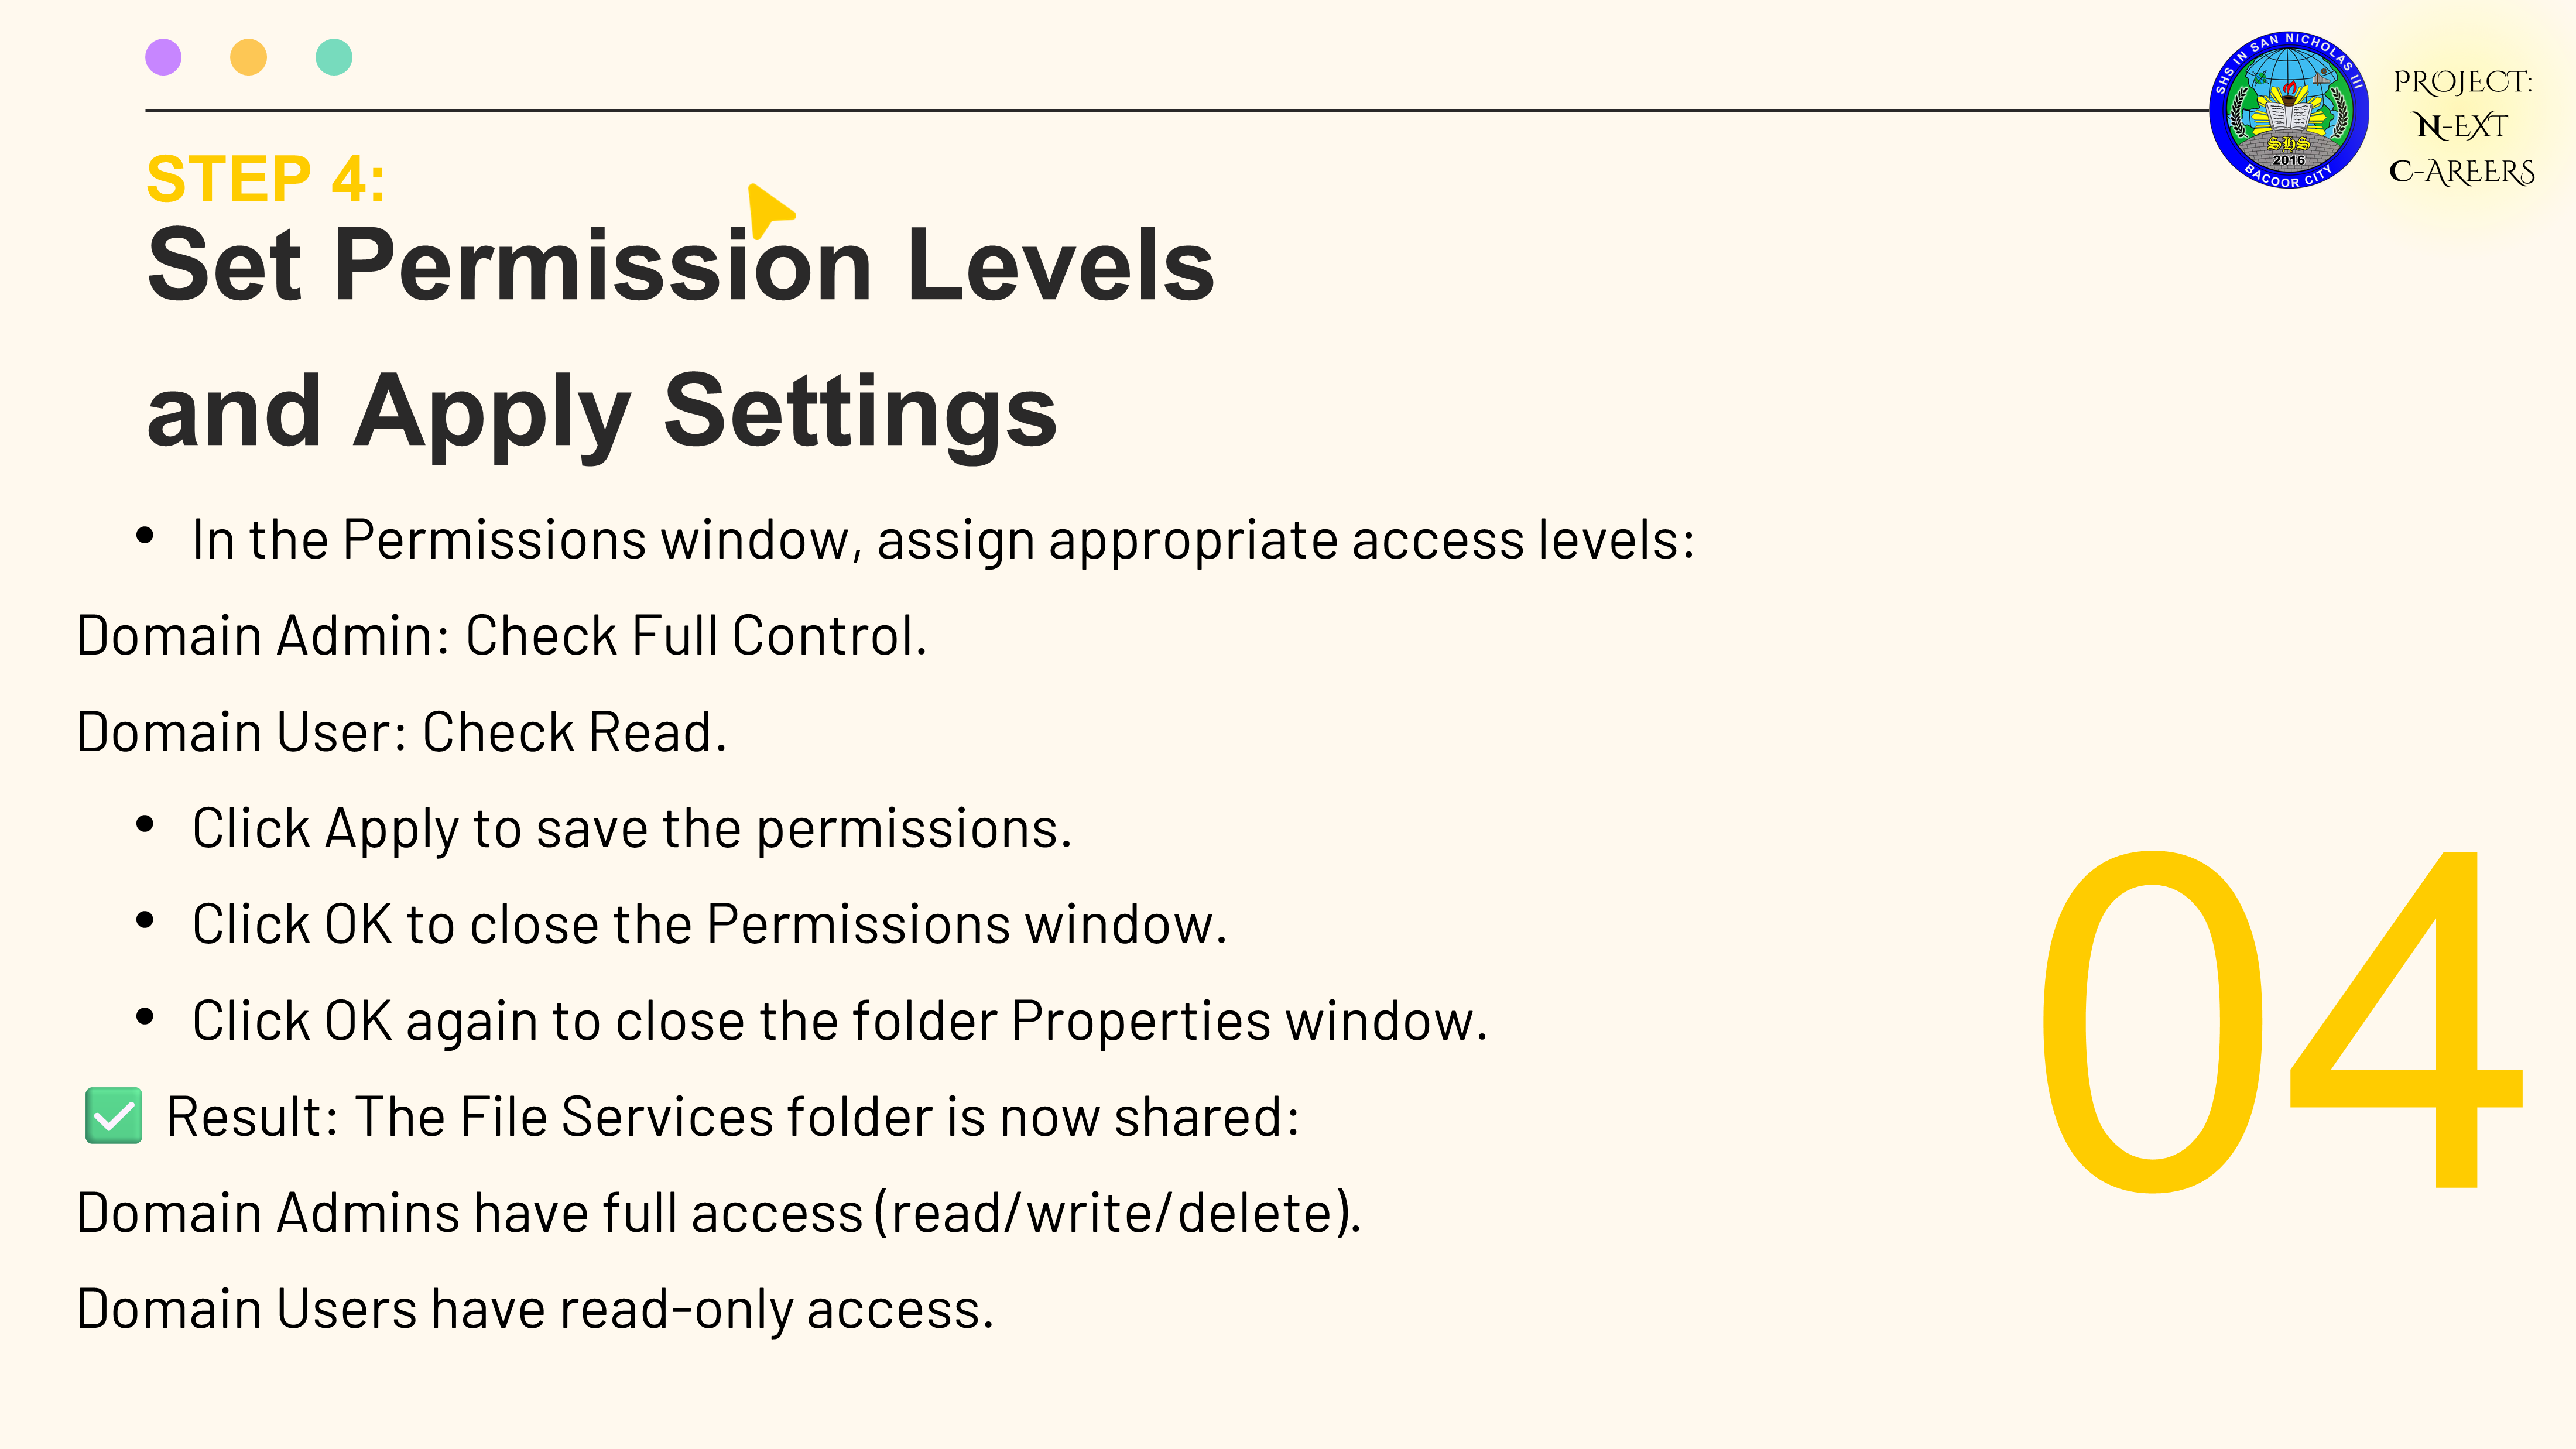 SHS IN SAN NICHOLAS III
SHS
2016
BACOOR CITY
PROJECT:
N-EXT
C-AREERS
STEP 4:
Set Permission Levels
and Apply Settings
• In the Permissions window, assign appropriate access levels:
Domain Admin: Check Full Control.
Domain User: Check Read.
• Click Apply to save the permissions.
• Click OK to close the Permissions window.
• Click OK again to close the folder Properties window.
✅ Result: The File Services folder is now shared:
Domain Admins have full access (read/write/delete).
Domain Users have read-only access.
04